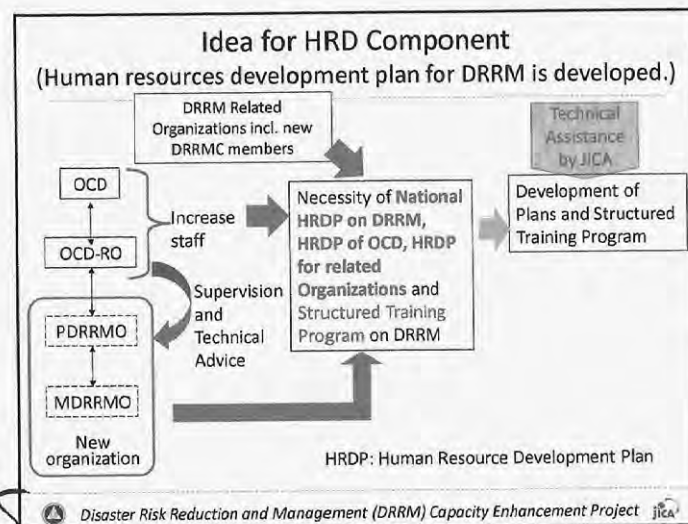 Idea for HRD Component
(Human resources development plan for DRRM is developed.)
DRRM Related
Organizations incl. new
DRRMC members
Technical
Assistance
by JICA
OCD
OCD-RO
Increase
staff
Necessity of National
HRDP on DRRM,
HRDP of OCD, HRDP
for related
Organizations and
Structured Training
Program on DRRM
Development of
Plans and Structured
Training Program
Supervision
and
Technical
Advice
PDRRMO
MDRRMO
New
organization
HRDP: Human Resource Development Plan
Disaster Risk Reduction and Management (DRRM) Capacity Enhancement Project
jica